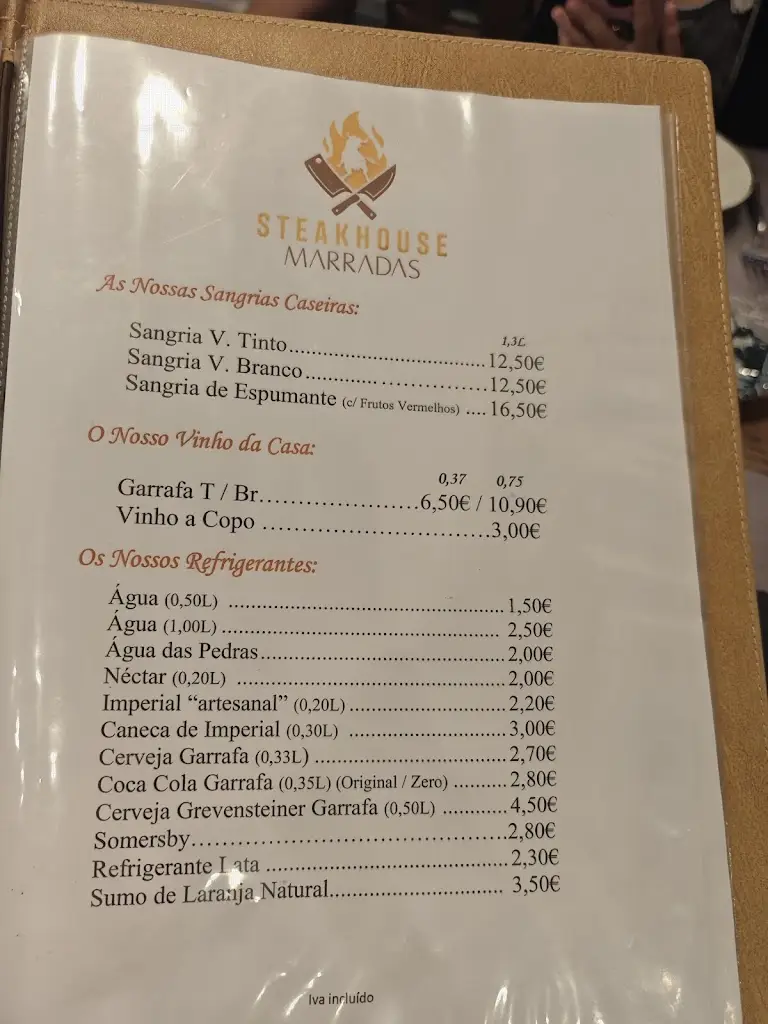 STEAKHOUSE
MARRADAS
As Nossas Sangrias Caseiras:
1,3L
Sangria V. Tinto....................................................12,50€
Sangria V. Branco.............. ......................12,50€
Sangria de Espumante (c/ Frutos Vermelhos) .... 16,50€
O Nosso Vinho da Casa:
0,37 0,75
Garrafa T / Br.......................6,50€ / 10,90€
Vinho a Copo ................................3,00€
Os Nossos Refrigerantes:
Água (0,50L) .......................................................1,50€
Água (1,00L) ....................................................... 2,50€
Água das Pedras.................................................2,00€
Néctar (0,20L) .....................................................2,00€
Imperial “artesanal” (0,20L) ...............................2,20€
Caneca de Imperial (0,30L) ...............................3,00€
Cerveja Garrafa (0,33L) .....................................2,70€
Coca Cola Garrafa (0,35L) (Original / Zero) ..........2,80€
Cerveja Grevensteiner Garrafa (0,50L) ............4,50€
Somersby............................................2,80€
Refrigerante Lata ................................................2,30€
Sumo de Laranja Natural.................................. 3,50€
Iva incluído